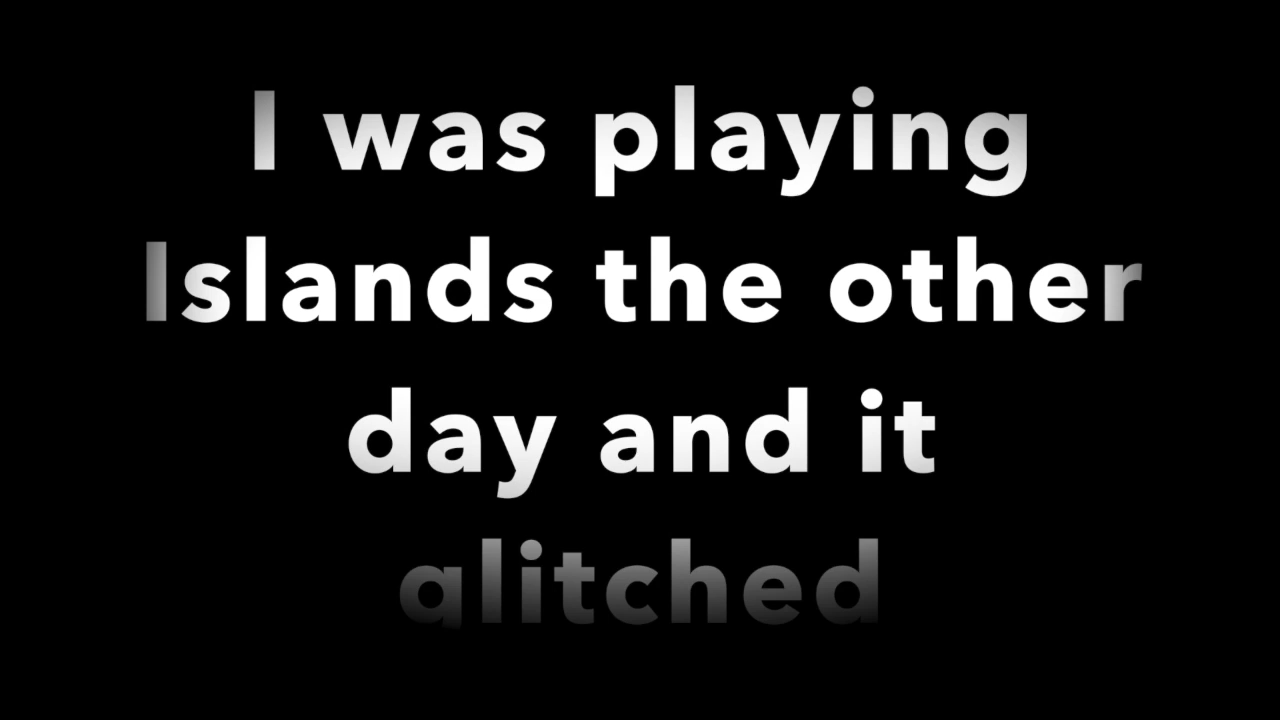 I was playing
Islands the other
day and it
glitched